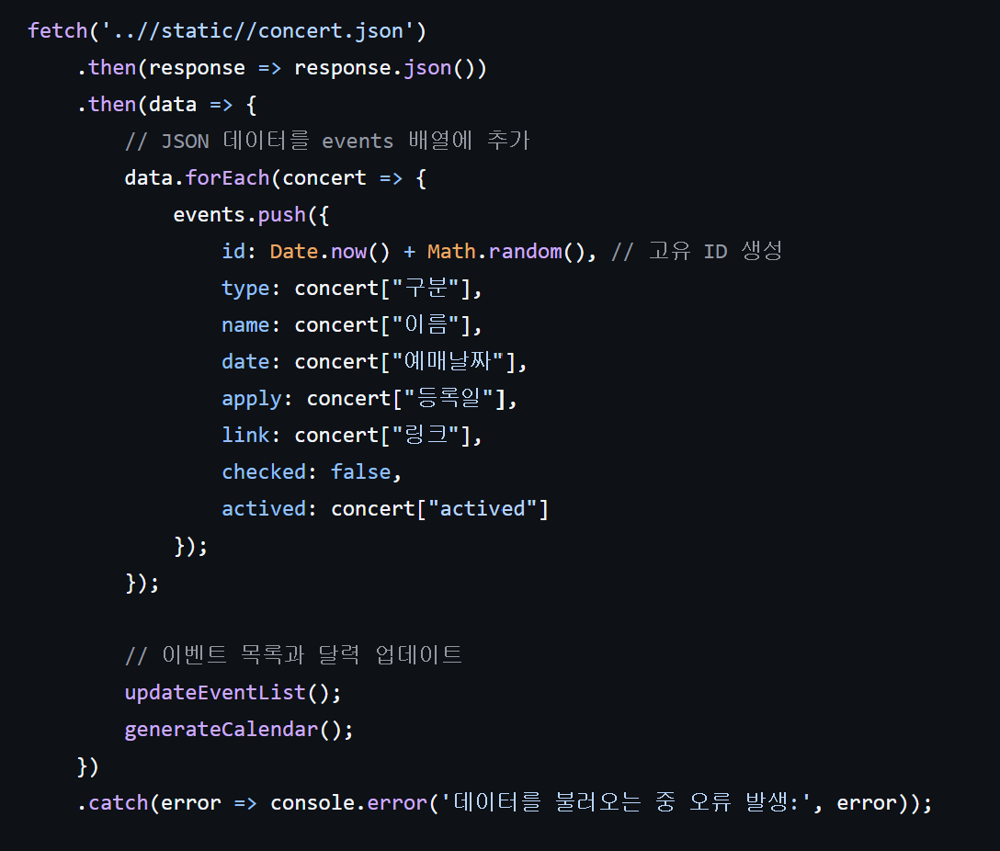 fetch('..//static//concert.json')
    .then(response => response.json())
    .then(data => {
        // JSON 데이터를 events 배열에 추가
        data.forEach(concert => {
            events.push({
                id: Date.now() + Math.random(), // 고유 ID 생성
                type: concert["구분"],
                name: concert["이름"],
                date: concert["예매날짜"],
                apply: concert["등록일"],
                link: concert["링크"],
                checked: false,
                actived: concert["actived"]
            });
        });

        // 이벤트 목록과 달력 업데이트
        updateEventList();
        generateCalendar();
    })
    .catch(error => console.error('데이터를 불러오는 중 오류 발생:', error));